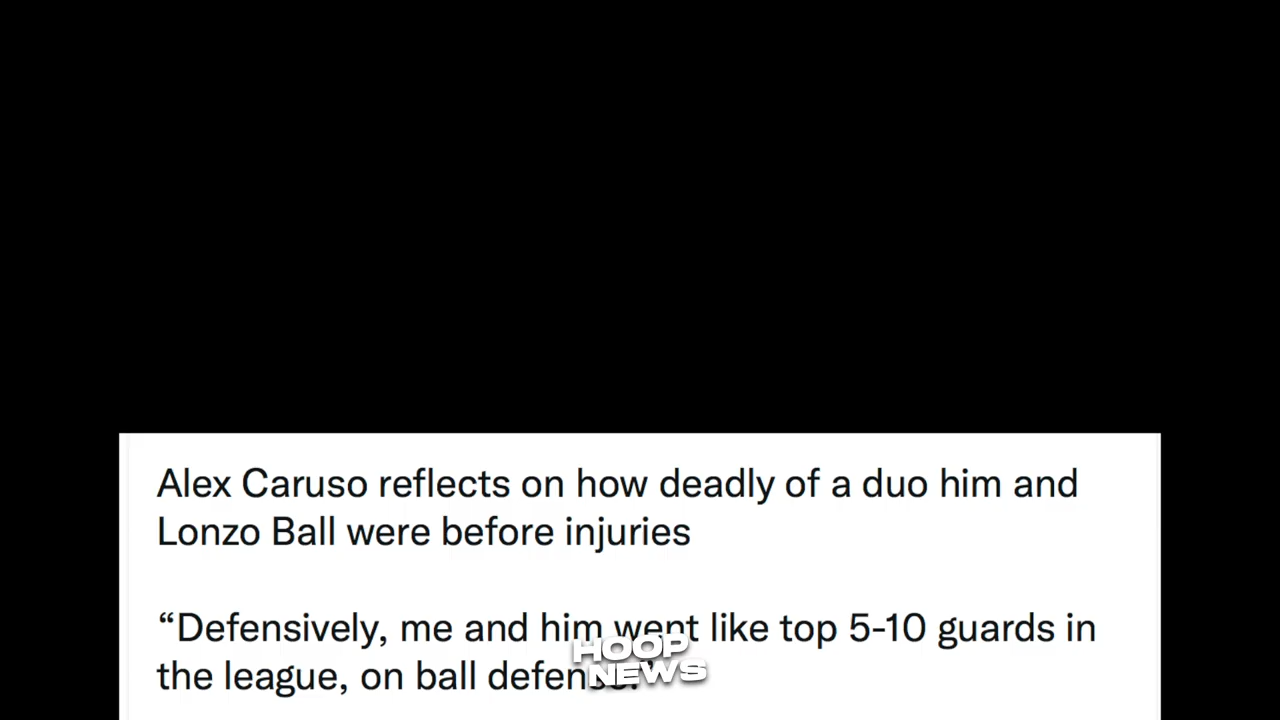 Alex Caruso reflects on how deadly of a duo him and
Lonzo Ball were before injuries
“Defensively, me and him went like top 5-10 guards in
the league, on ball defense.”
HOOP
NEWS